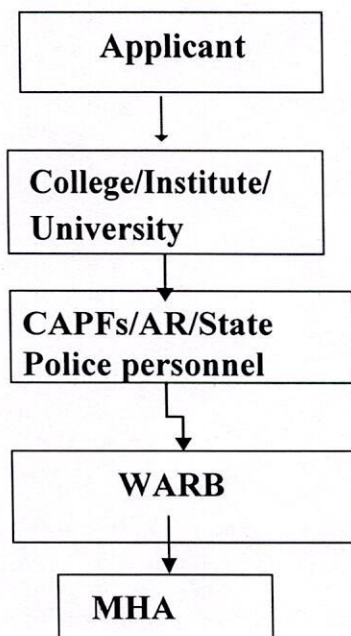 Applicant
College/Institute/
University
CAPFs/AR/State
Police personnel
WARB
MHA